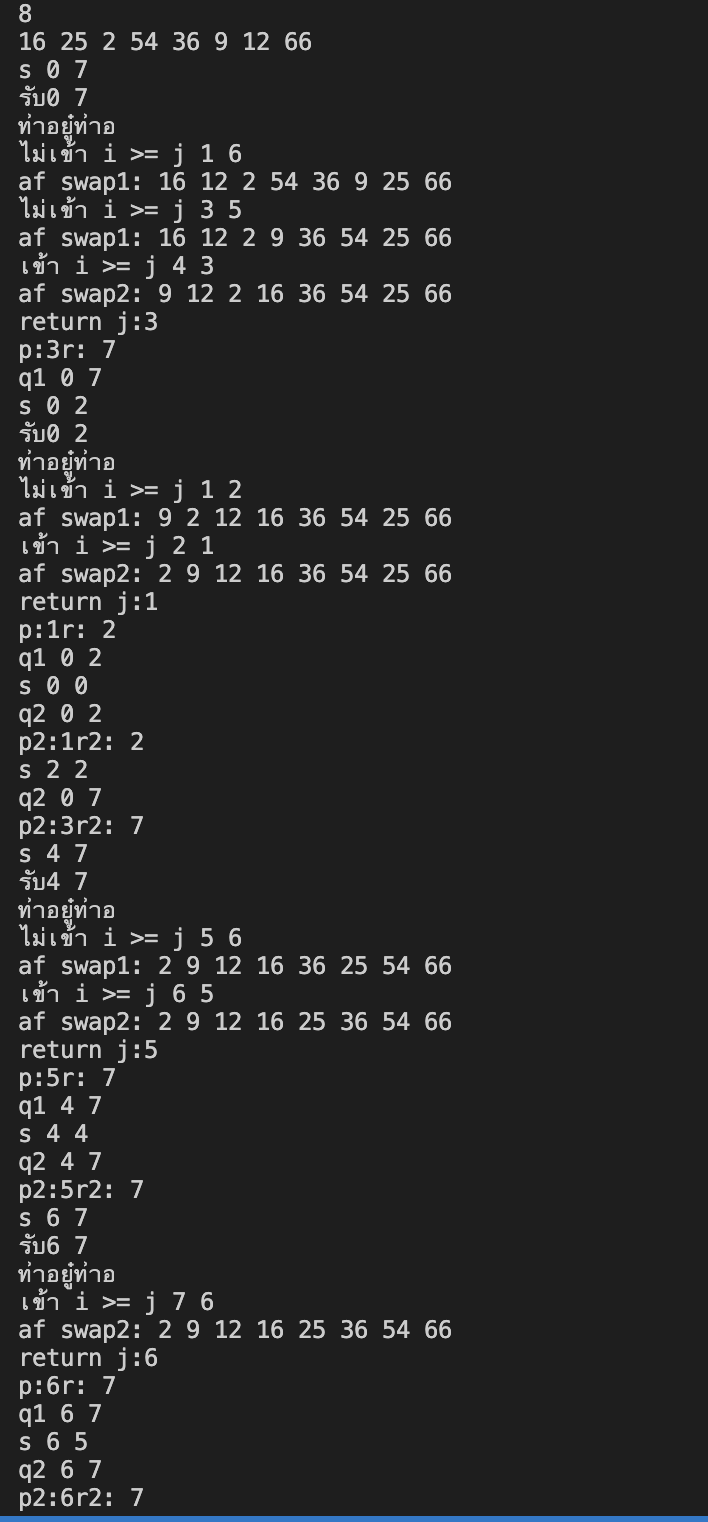 8
16 25 2 54 36 9 12 66
s 0 7
รับ0 7
ท่าอยู่ท่าอ
ไม่เข้า i >= j 1 6
af swap1: 16 12 2 54 36 9 25 66
ไม่เข้า i >= j 3 5
af swap1: 16 12 2 9 36 54 25 66
เข้า i >= j 4 3
af swap2: 9 12 2 16 36 54 25 66
return j:3
p:3r: 7
q1 0 7
s 0 2
รับ0 2
ท่าอยู่ท่าอ
ไม่เข้า i >= j 1 2
af swap1: 9 2 12 16 36 54 25 66
เข้า i >= j 2 1
af swap2: 2 9 12 16 36 54 25 66
return j:1
p:1r: 2
q1 0 2
s 0 0
q2 0 2
p2:1r2: 2
s 2 2
q2 0 7
p2:3r2: 7
s 4 7
รับ4 7
ท่าอยู่ท่าอ
ไม่เข้า i >= j 5 6
af swap1: 2 9 12 16 36 25 54 66
เข้า i >= j 6 5
af swap2: 2 9 12 16 25 36 54 66
return j:5
p:5r: 7
q1 4 7
s 4 4
q2 4 7
p2:5r2: 7
s 6 7
รับ6 7
ท่าอยู่ท่าอ
เข้า i >= j 7 6
af swap2: 2 9 12 16 25 36 54 66
return j:6
p:6r: 7
q1 6 7
s 6 5
q2 6 7
p2:6r2: 7